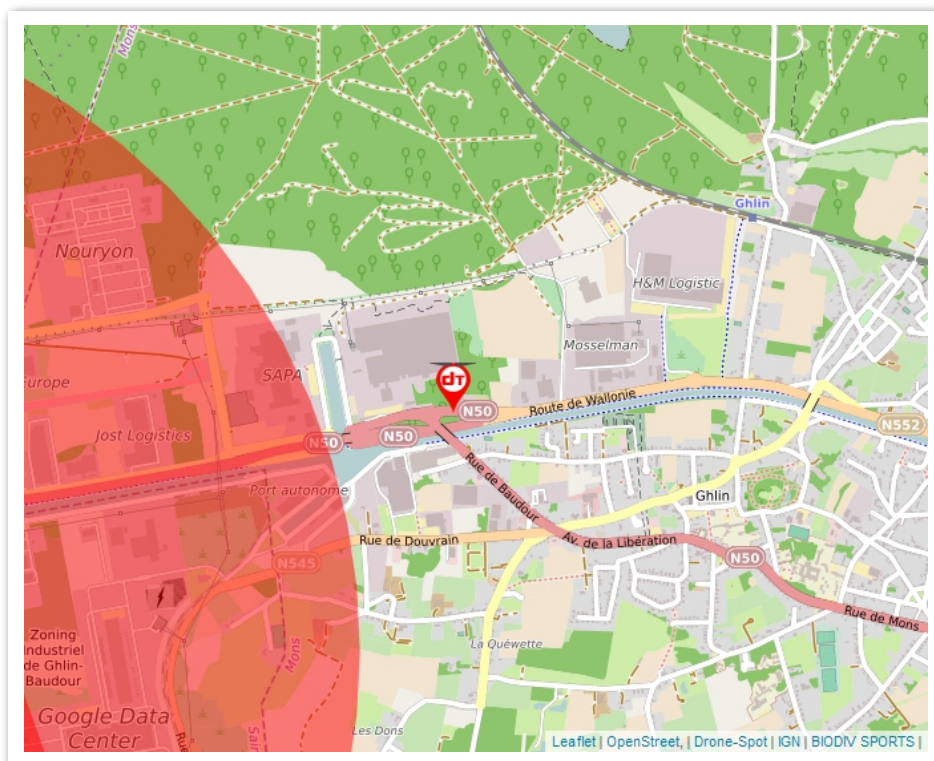 Mons
Ghlin
Nouryon
H&M Logistic
Mosselman
SAPA
Europe
Jost Logistics
dT
N50
Route de Wallonie
N50
N50
N552
Port autonome
Rue de Baudour
Ghlin
Rue de Douvrain
Av. de la Libération
N545
N50
Rue de Mons
Zoning
Industriel
de Ghlin-
Baudour
La Quéwette
Mons
Google Data
Center
Les Dons
Rue
Leaflet | OpenStreet, | Drone-Spot | IGN | BIODIV SPORTS |